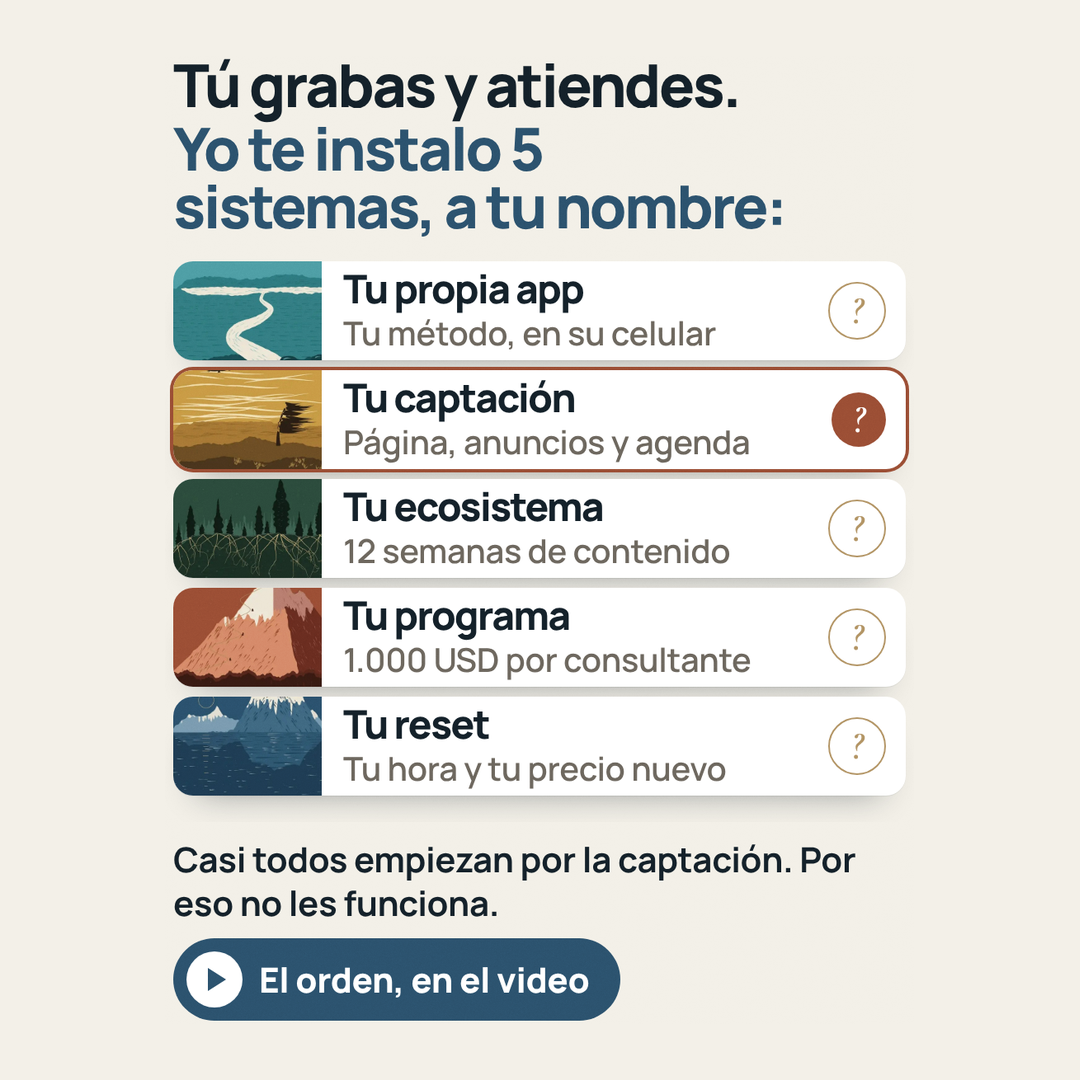 Tú grabas y atiendes.
Yo te instalo 5
sistemas, a tu nombre:
Tu propia app
Tu método, en su celular
?
Tu captación
Página, anuncios y agenda
?
Tu ecosistema
12 semanas de contenido
?
Tu programa
1.000 USD por consultante
?
Tu reset
Tu hora y tu precio nuevo
?
Casi todos empiezan por la captación. Por
eso no les funciona.
El orden, en el video